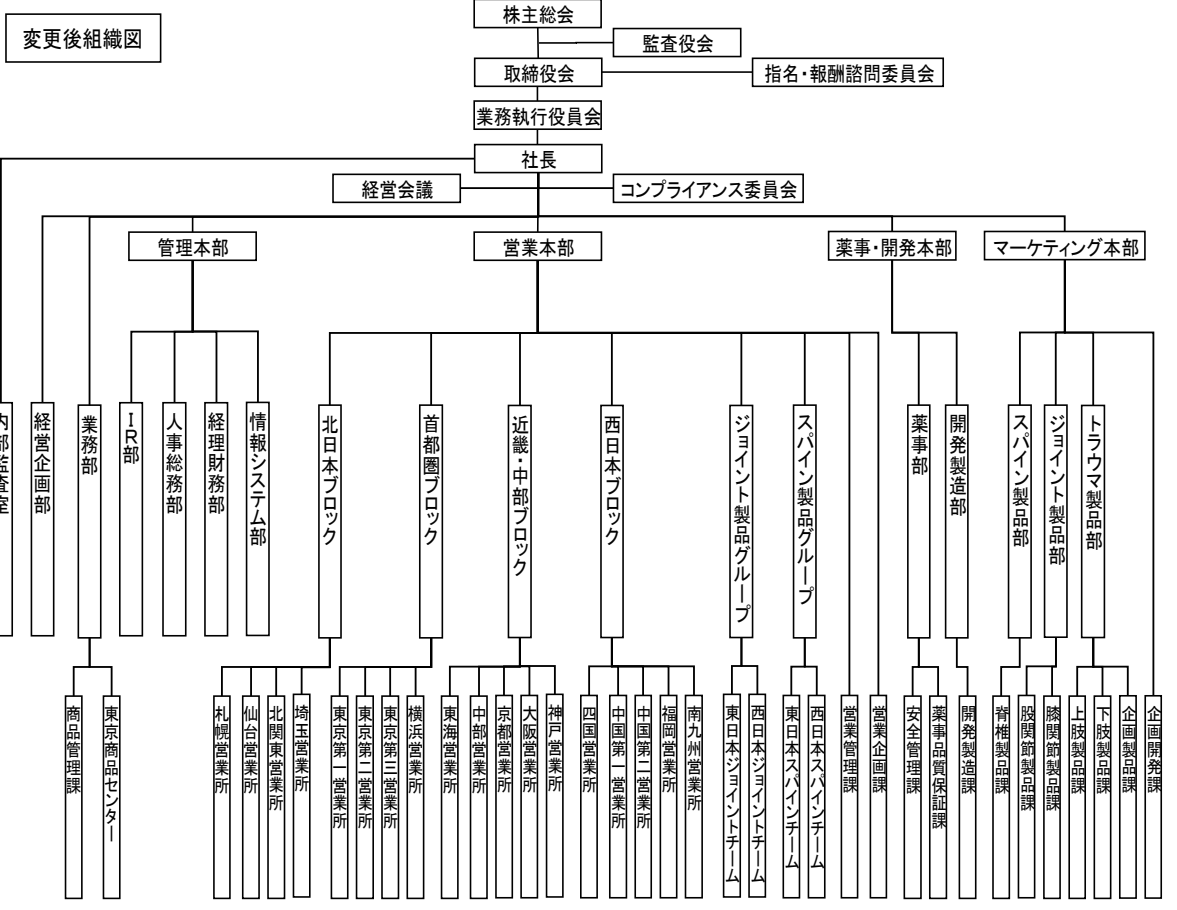 変更後組織図
株主総会
監査役会
取締役会
指名・報酬諮問委員会
業務執行役員会
社長
経営会議
コンプライアンス委員会
管理本部
営業本部
薬事・開発本部
マーケティング本部
内部監査室
経営企画部
業務部
IR部
人事総務部
経理財務部
情報システム部
北日本ブロック
首都圏ブロック
近畿・中部ブロック
西日本ブロック
ジョイント製品グループ
スパイン製品グループ
薬事部
開発製造部
スパイン製品部
ジョイント製品部
トラウマ製品部
商品管理課
東京商品センター
札幌営業所
仙台営業所
北関東営業所
埼玉営業所
東京第一営業所
東京第二営業所
東京第三営業所
横浜営業所
東海営業所
中部営業所
京都営業所
大阪営業所
神戸営業所
四国営業所
中国第一営業所
中国第二営業所
福岡営業所
南九州営業所
東日本ジョイントチーム
西日本ジョイントチーム
東日本スパインチーム
西日本スパインチーム
営業管理課
営業企画課
安全管理課
薬事品質保証課
開発製造課
脊椎製品課
股関節製品課
膝関節製品課
上肢製品課
下肢製品課
企画製品課
企画開発課